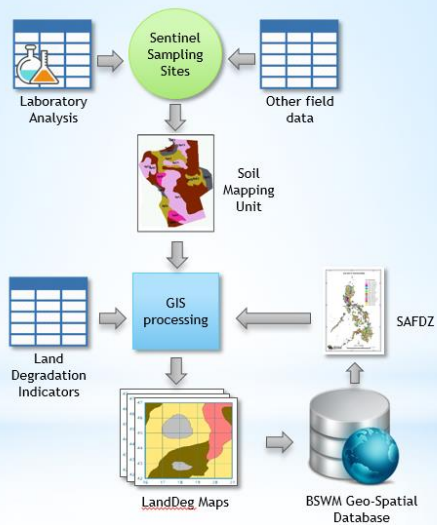 Sentinel
Sampling
Sites
Laboratory
Analysis
Other field
data
Soil
Mapping
Unit
GIS
processing
SAFDZ
Land
Degradation
Indicators
LandDeg Maps
BSWM Geo-Spatial
Database